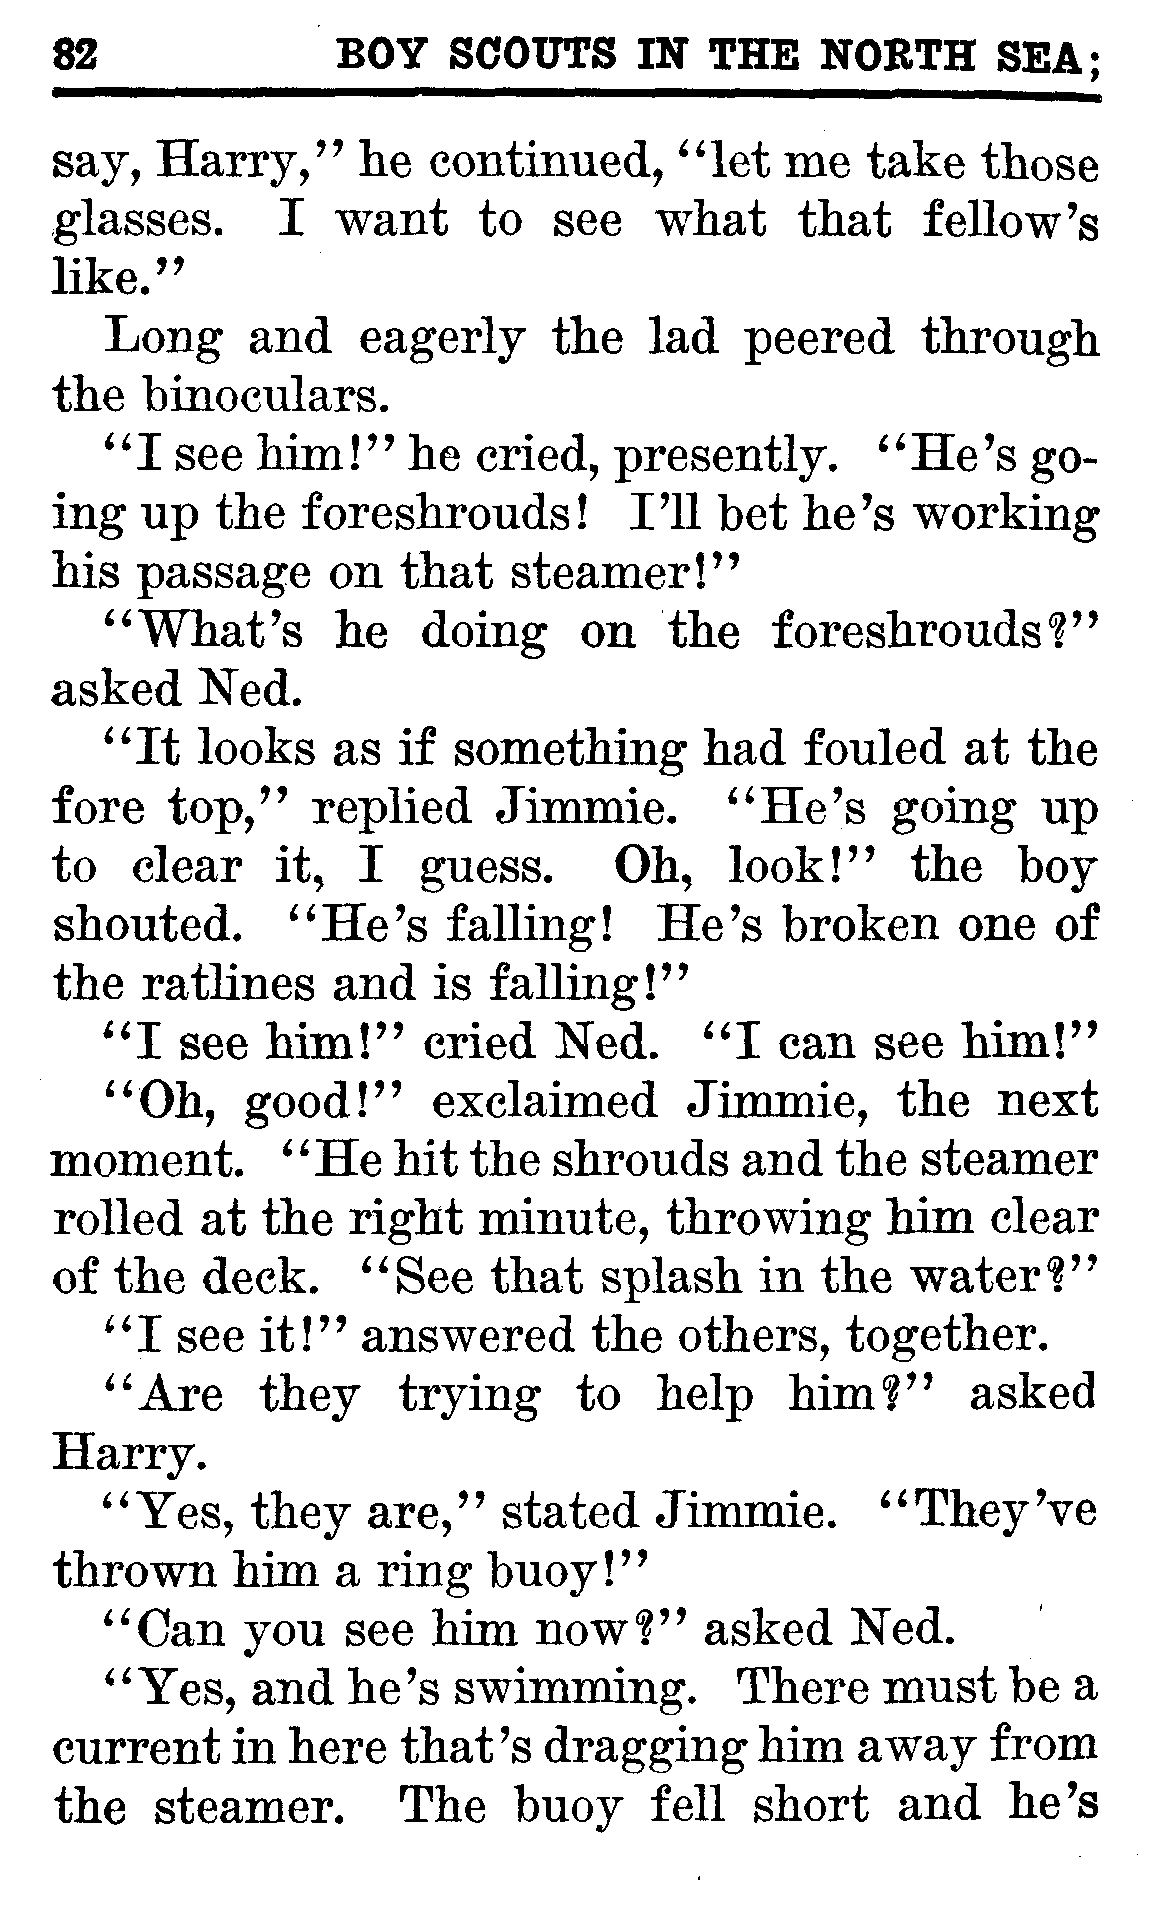 82 BOY SCOUTS IN THE NORTH SEA;
say, Harry,” he continued, “let me take those
glasses. I want to see what that fellow’s
like.”
Long and eagerly the lad peered through
the binoculars.
“I see him!” he cried, presently. “He’s go-
ing up the foreshrouds! I’ll bet he’s working
his passage on that steamer!”
“What’s he doing on the foreshrouds?”
asked Ned.
“It looks as if something had fouled at the
fore top,” replied Jimmie. “He’s going up
to clear it, I guess. Oh, look!” the boy
shouted. “He’s falling! He’s broken one of
the ratlines and is falling!”
“I see him!” cried Ned. “I can see him!”
“Oh, good!” exclaimed Jimmie, the next
moment. “He hit the shrouds and the steamer
rolled at the right minute, throwing him clear
of the deck. “See that splash in the water?”
“I see it!” answered the others, together.
“Are they trying to help him?” asked
Harry.
“Yes, they are,” stated Jimmie. “They’ve
thrown him a ring buoy!”
“Can you see him now?” asked Ned.
“Yes, and he’s swimming. There must be a
current in here that’s dragging him away from
the steamer. The buoy fell short and he’s